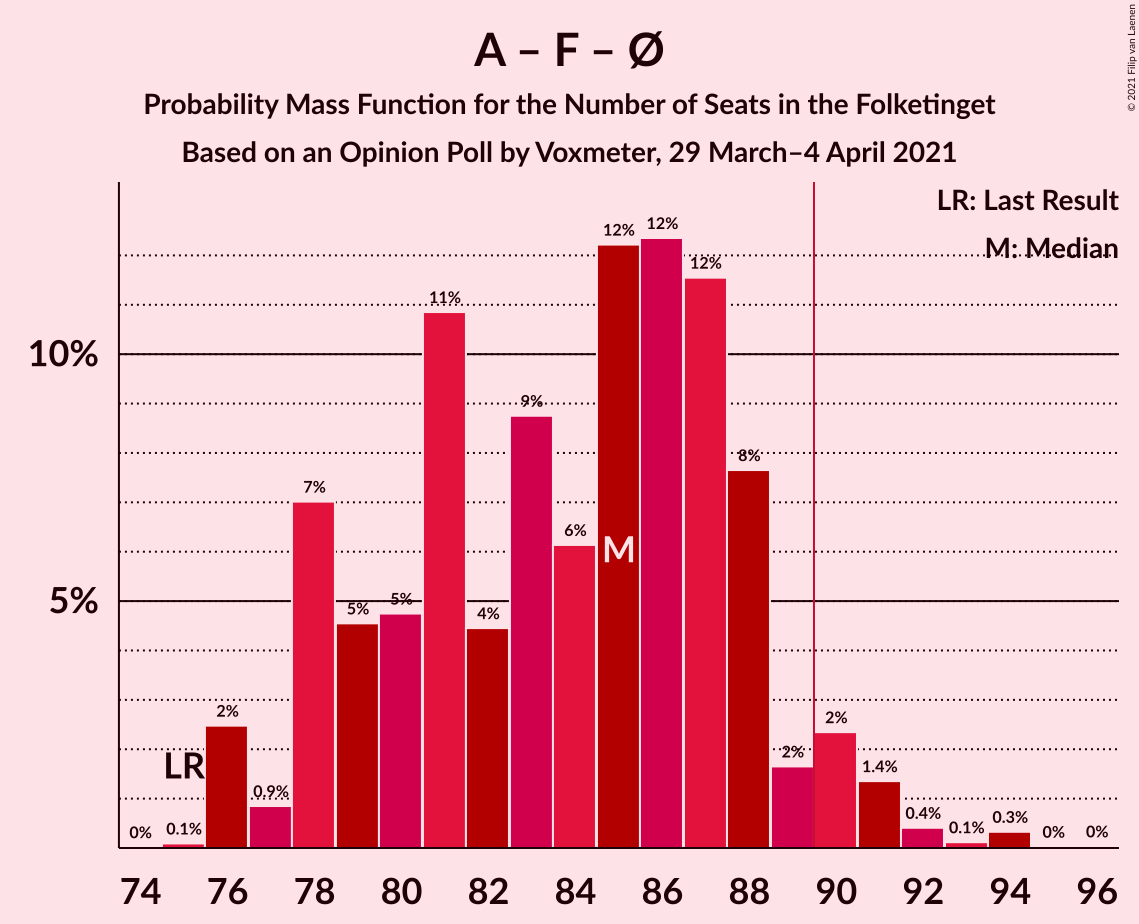 A – F – Ø
Probability Mass Function for the Number of Seats in the Folketinget
Based on an Opinion Poll by Voxmeter, 29 March–4 April 2021
© 2021 Filip van Laenen
LR: Last Result
M: Median
10%
5%
0%
0.1%
2%
0.9%
7%
5%
5%
11%
4%
9%
6%
12%
12%
12%
8%
2%
2%
1.4%
0.4%
0.1%
0.3%
0%
0%
LR
M
74 76 78 80 82 84 86 88 90 92 94 96